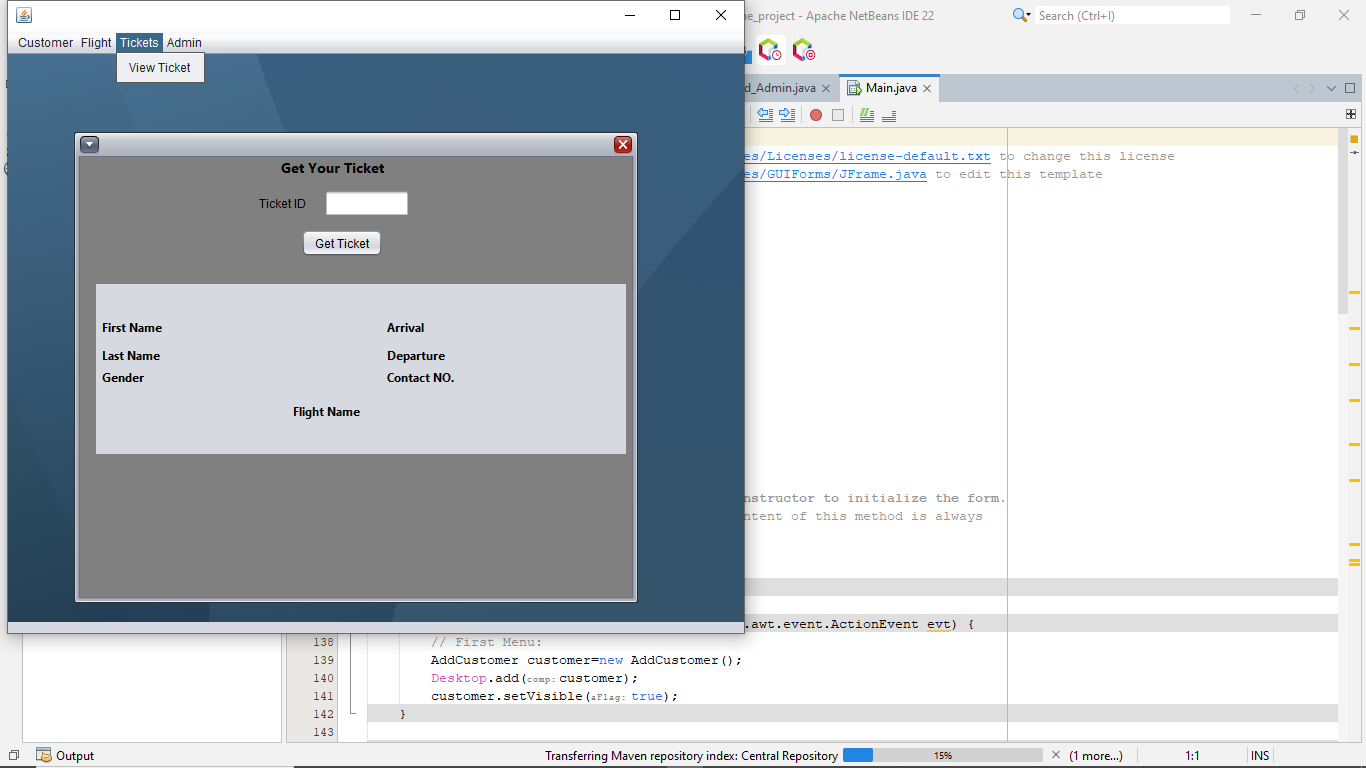 ne_project - Apache NetBeans IDE 22
Search (Ctrl+I)
Customer Flight Tickets Admin
View Ticket
d_Admin.java Main.java
Get Your Ticket
Ticket ID
Get Ticket
First Name Arrival
Last Name Departure
Gender Contact NO.
Flight Name
es/Licenses/license-default.txt to change this license
es/GUIForms/JFrame.java to edit this template
nstructor to initialize the form.
ntent of this method is always
.awt.event.ActionEvent evt) {
138 // First Menu:
139 AddCustomer customer=new AddCustomer();
140 Desktop.add(comp: customer);
141 customer.setVisible(aFlag: true);
142 }
143
Output Transferring Maven repository index: Central Repository 15% (1 more...) 1:1 INS